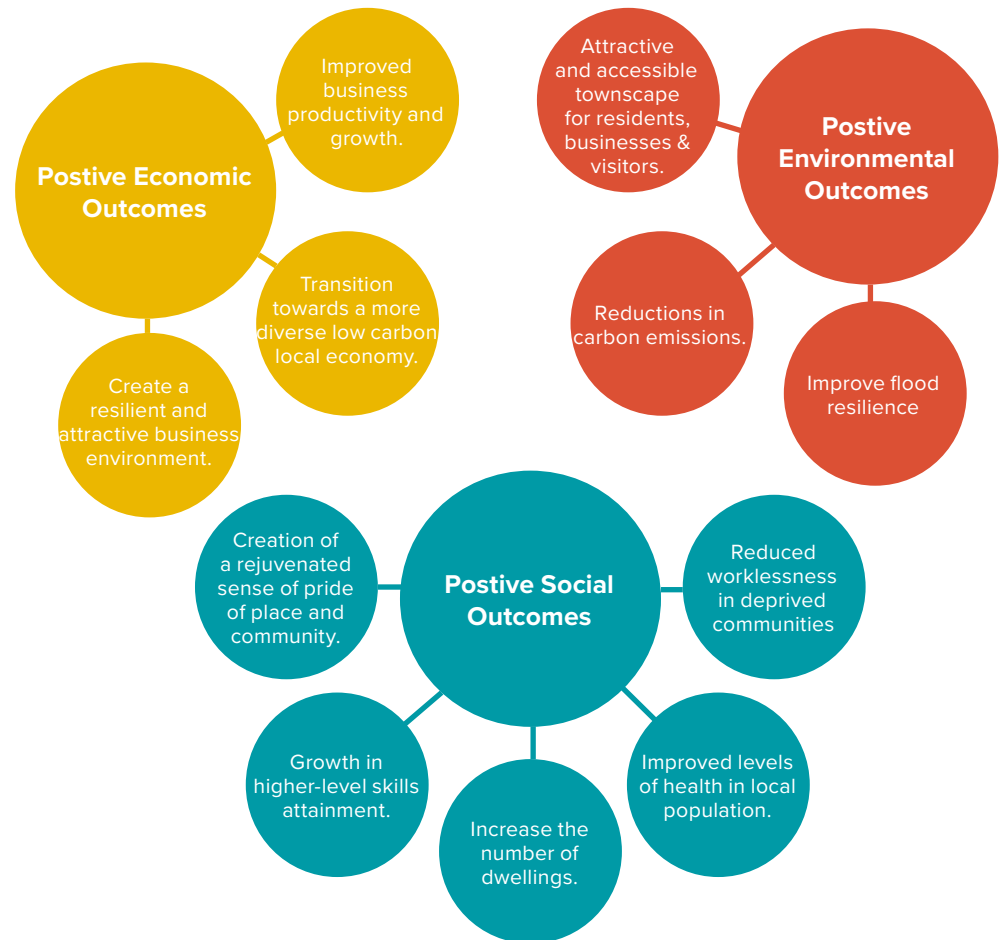 Postive Economic
Outcomes
Improved
business
productivity and
growth.
Transition
towards a more
diverse low carbon
local economy.
Create a
resilient and
attractive business
environment.
Postive
Environmental
Outcomes
Attractive
and accessible
townscape
for residents,
businesses &
visitors.
Reductions in
carbon emissions.
Improve flood
resilience
Postive Social
Outcomes
Creation of
a rejuvenated
sense of pride
of place and
community.
Growth in
higher-level skills
attainment.
Increase the
number of
dwellings.
Improved levels
of health in local
population.
Reduced
worklessness
in deprived
communities